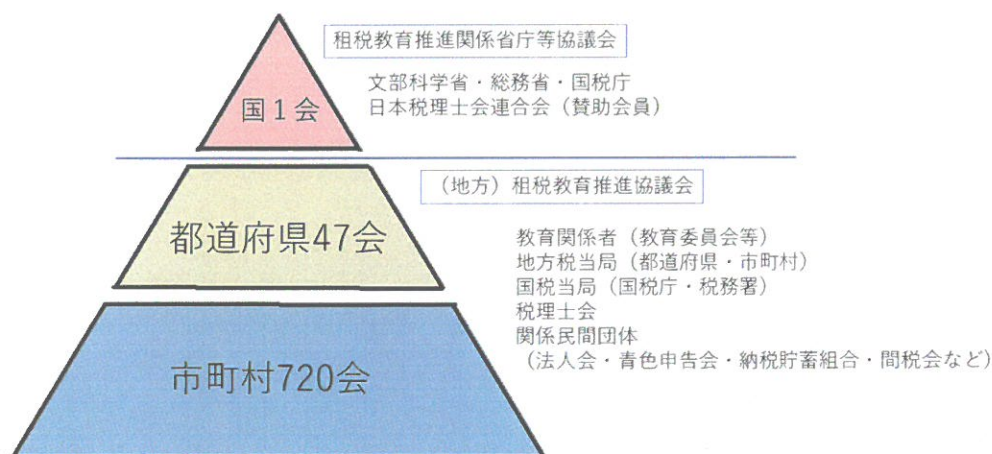 租税教育推進関係省庁等協議会
文部科学省・総務省・国税庁
日本税理士会連合会（賛助会員）
国１会
（地方）租税教育推進協議会
都道府県47会
教育関係者（教育委員会等）
地方税当局（都道府県・市町村）
国税当局（国税庁・税務署）
税理士会
関係民間団体
（法人会・青色申告会・納税貯蓄組合・間税会など）
市町村720会